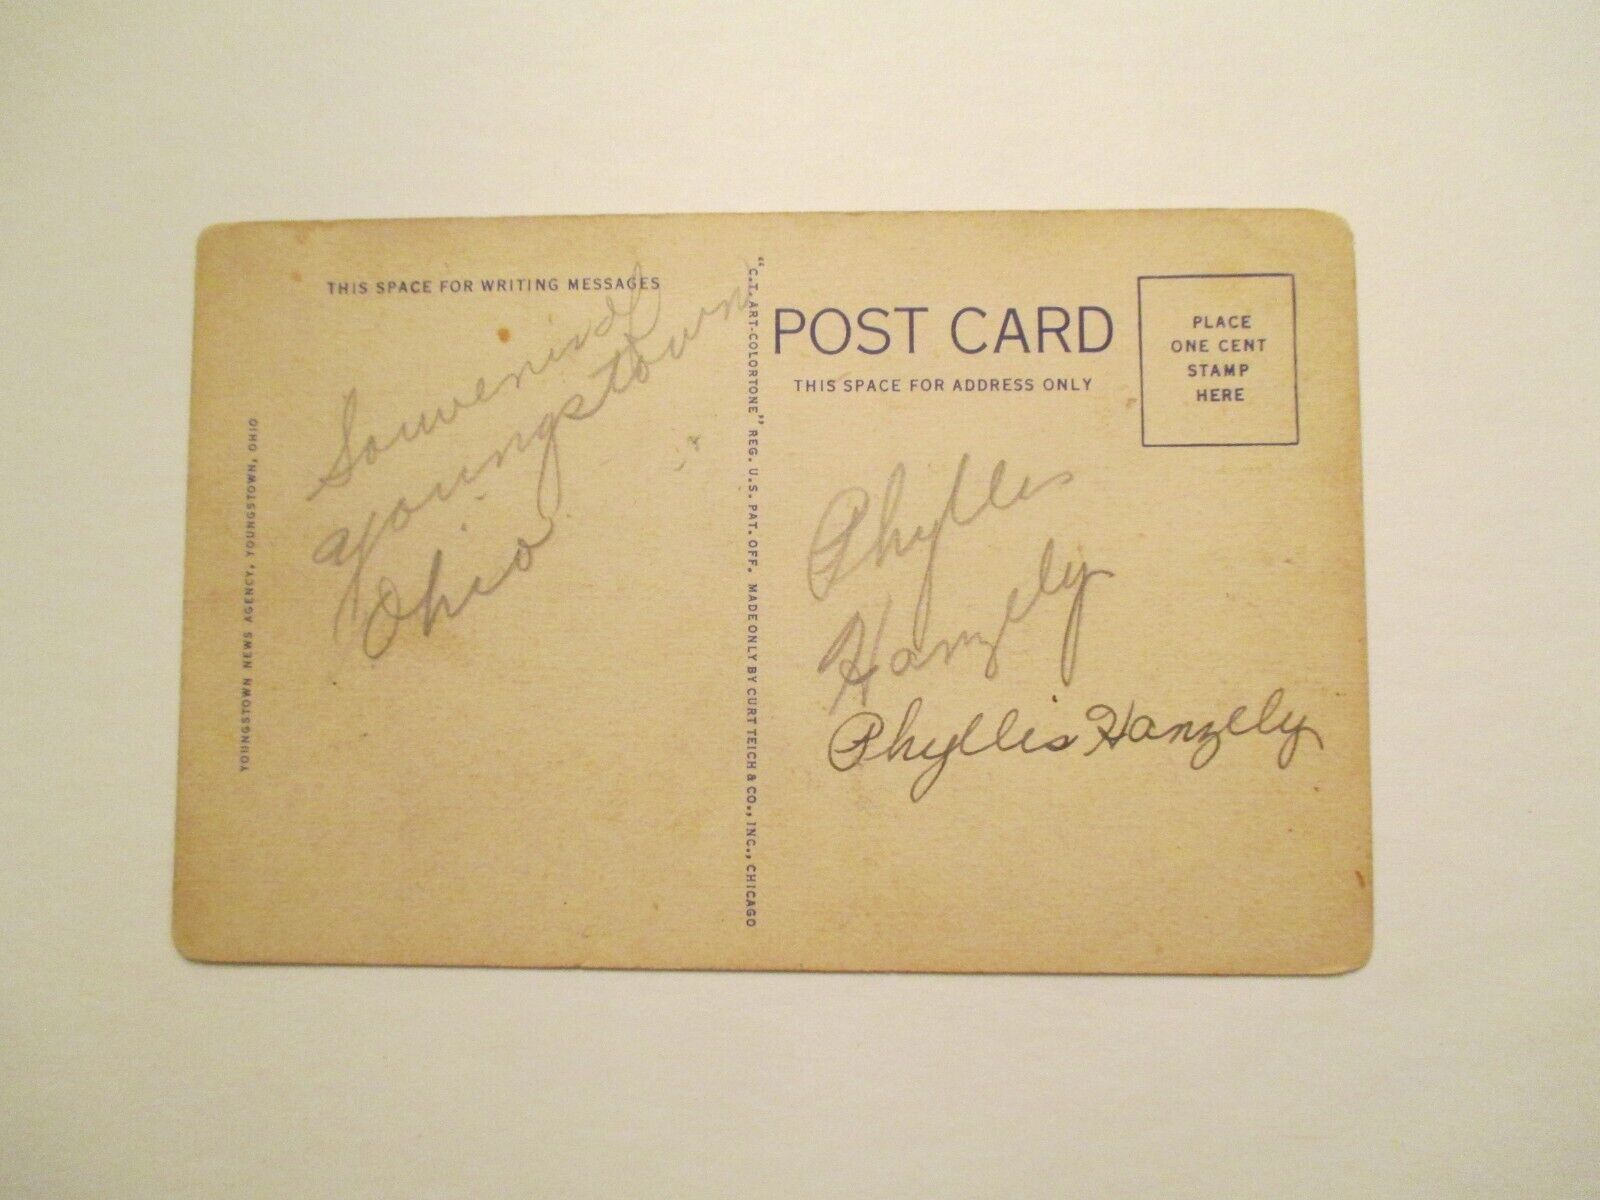 THIS SPACE FOR WRITING MESSAGES
Souvenir of
Youngstown
Ohio
YOUNGSTOWN NEWS AGENCY, YOUNGSTOWN, OHIO
"C.T. ART-COLORTONE" REG. U.S. PAT. OFF. MADE ONLY BY CURT TEICH & CO., INC., CHICAGO
POST CARD
THIS SPACE FOR ADDRESS ONLY
PLACE
ONE CENT
STAMP
HERE
Phyllis
Hanzely
Phyllis Hanzely